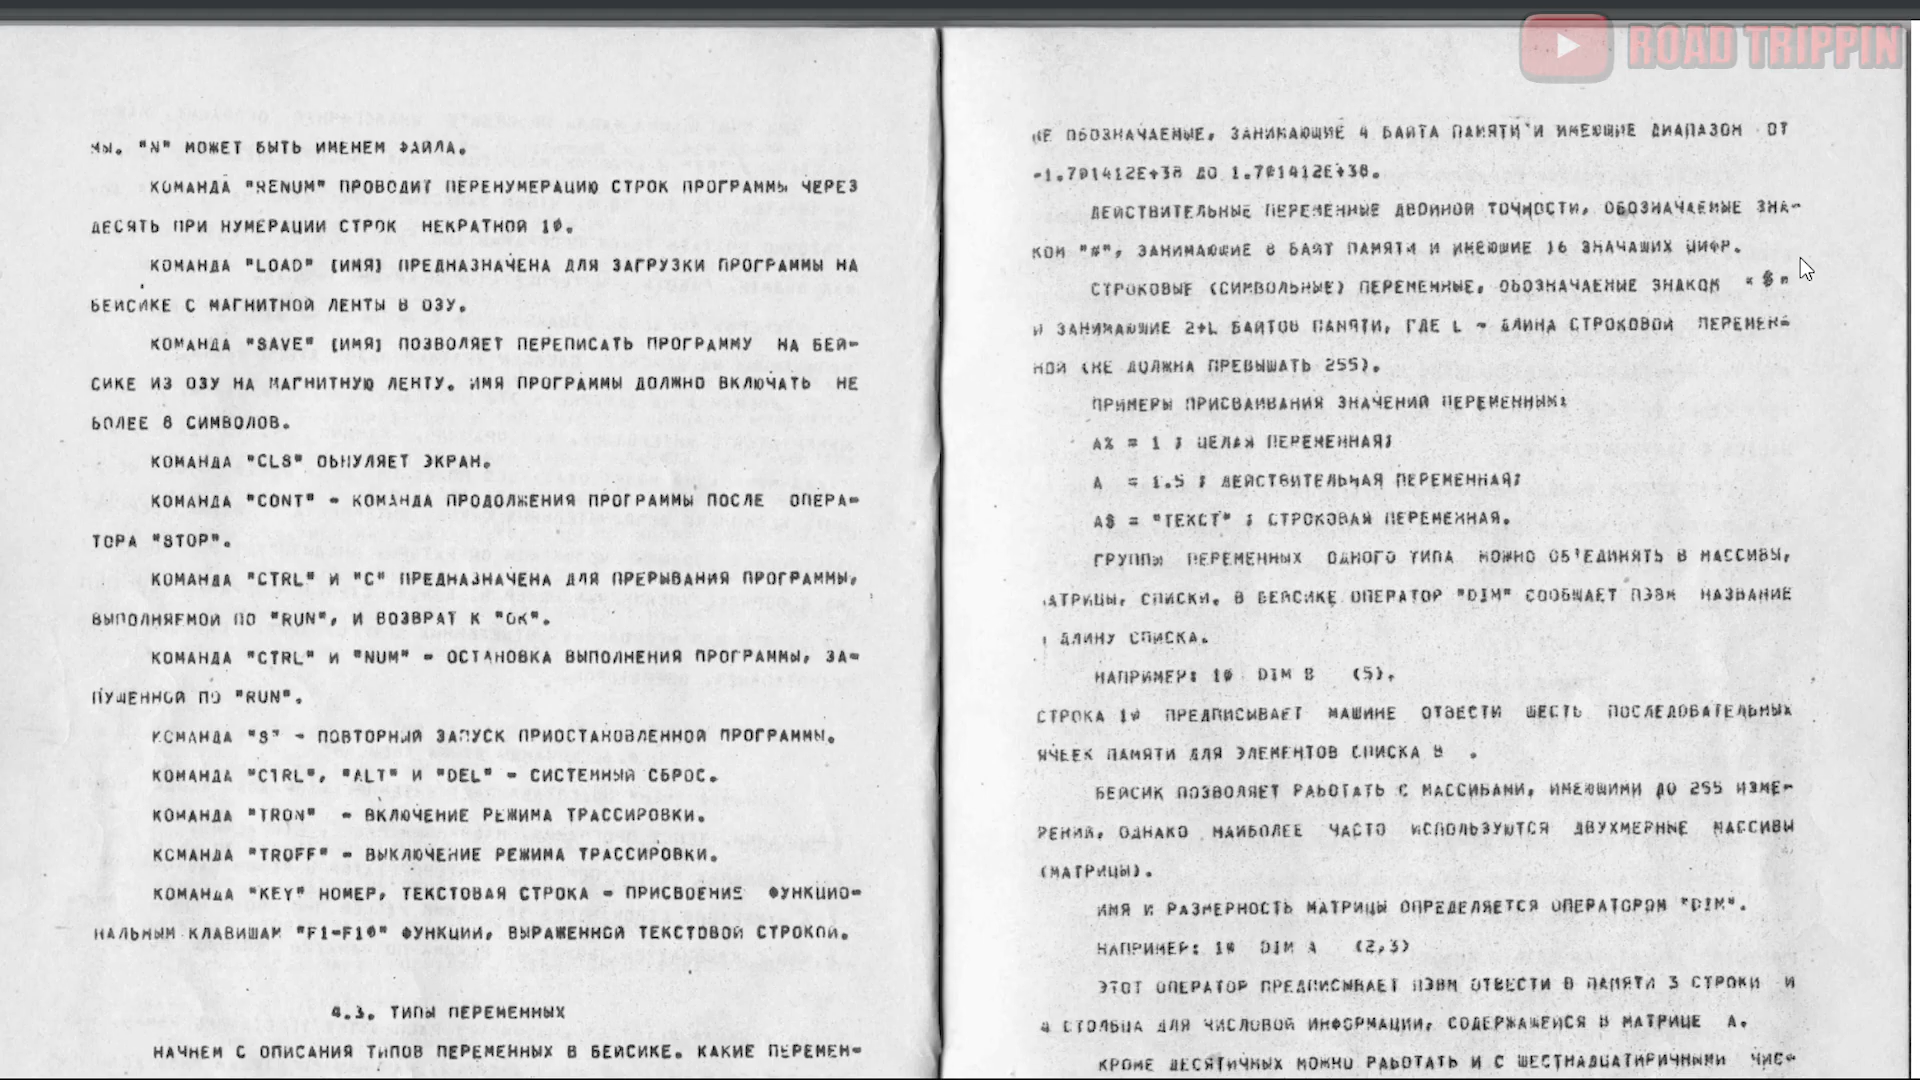 МЫ. "N" МОЖЕТ БЫТЬ ИМЕНЕМ ФАЙЛА.
КОМАНДА "RENUM" ПРОВОДИТ ПЕРЕНУМЕРАЦИЮ СТРОК ПРОГРАММЫ ЧЕРЕЗ
ДЕСЯТЬ ПРИ НУМЕРАЦИИ СТРОК НЕКРАТНОЙ 10.
КОМАНДА "LOAD" [ИМЯ] ПРЕДНАЗНАЧЕНА ДЛЯ ЗАГРУЗКИ ПРОГРАММЫ НА
БЕЙСИКЕ С МАГНИТНОЙ ЛЕНТЫ В ОЗУ.
КОМАНДА "SAVE" [ИМЯ] ПОЗВОЛЯЕТ ПЕРЕПИСАТЬ ПРОГРАММУ НА БЕЙ-
СИКЕ ИЗ ОЗУ НА МАГНИТНУЮ ЛЕНТУ. ИМЯ ПРОГРАММЫ ДОЛЖНО ВКЛЮЧАТЬ НЕ
БОЛЕЕ 8 СИМВОЛОВ.
КОМАНДА "CLS" ОБНУЛЯЕТ ЭКРАН.
КОМАНДА "CONT" - КОМАНДА ПРОДОЛЖЕНИЯ ПРОГРАММЫ ПОСЛЕ ОПЕРА-
ТОРА "STOP".
КОМАНДА "CTRL" И "C" ПРЕДНАЗНАЧЕНА ДЛЯ ПРЕРЫВАНИЯ ПРОГРАММЫ,
ВЫПОЛНЯЕМОЙ ПО "RUN", И ВОЗВРАТ К "OK".
КОМАНДА "CTRL" И "NUM" - ОСТАНОВКА ВЫПОЛНЕНИЯ ПРОГРАММЫ, ЗА-
ПУЩЕННОЙ ПО "RUN".
КОМАНДА "S" - ПОВТОРНЫЙ ЗАПУСК ПРИОСТАНОВЛЕННОЙ ПРОГРАММЫ.
КОМАНДА "CTRL", "ALT" И "DEL" - СИСТЕМНЫЙ СБРОС.
КОМАНДА "TRON" - ВКЛЮЧЕНИЕ РЕЖИМА ТРАССИРОВКИ.
КОМАНДА "TROFF" - ВЫКЛЮЧЕНИЕ РЕЖИМА ТРАССИРОВКИ.
КОМАНДА "KEY" НОМЕР, ТЕКСТОВАЯ СТРОКА - ПРИСВОЕНИЕ ФУНКЦИО-
НАЛЬНЫМ КЛАВИШАМ "F1-F10" ФУНКЦИИ, ВЫРАЖЕННОЙ ТЕКСТОВОЙ СТРОКОЙ.
4.3. ТИПЫ ПЕРЕМЕННЫХ
НАЧНЕМ С ОПИСАНИЯ ТИПОВ ПЕРЕМЕННЫХ В БЕЙСИКЕ. КАКИЕ ПЕРЕМЕН-
НЕ ОБОЗНАЧАЕМЫЕ, ЗАНИМАЮЩИЕ 4 БАЙТА ПАМЯТИ И ИМЕЮЩИЕ ДИАПАЗОН ОТ
-1.701412E+38 ДО 1.701412E+38.
ДЕЙСТВИТЕЛЬНЫЕ ПЕРЕМЕННЫЕ ДВОЙНОЙ ТОЧНОСТИ, ОБОЗНАЧАЕМЫЕ ЗНА-
КОМ "#", ЗАНИМАЮЩИЕ 8 БАЯТ ПАМЯТИ И ИМЕЮЩИЕ 16 ЗНАЧАЩИХ ЦИФР.
СТРОКОВЫЕ (СИМВОЛЬНЫЕ) ПЕРЕМЕННЫЕ, ОБОЗНАЧАЕМЫЕ ЗНАКОМ "$"
И ЗАНИМАЮЩИЕ 2+L БАЙТОВ ПАМЯТИ, ГДЕ L - ДЛИНА СТРОКОВОЙ ПЕРЕМЕН-
НОЙ (НЕ ДОЛЖНА ПРЕВЫШАТЬ 255).
ПРИМЕРЫ ПРИСВАИВАНИЯ ЗНАЧЕНИЙ ПЕРЕМЕННЫМ:
A% = 1 ; ЦЕЛАЯ ПЕРЕМЕННАЯ;
A = 1.5 ; ДЕЙСТВИТЕЛЬНАЯ ПЕРЕМЕННАЯ;
A$ = "ТЕКСТ" ; СТРОКОВАЯ ПЕРЕМЕННАЯ.
ГРУППЫ ПЕРЕМЕННЫХ ОДНОГО ТИПА МОЖНО ОБ'ЕДИНЯТЬ В МАССИВЫ,
АТРИЦЫ, СПИСКИ. В БЕЙСИКЕ ОПЕРАТОР "DIM" СООБЩАЕТ ПЭВМ НАЗВАНИЕ
ДЛИНУ СПИСКА.
НАПРИМЕР: 10 DIM B (5).
СТРОКА 10 ПРЕДПИСЫВАЕТ МАШИНЕ ОТВЕСТИ ШЕСТЬ ПОСЛЕДОВАТЕЛЬНЫХ
ЯЧЕЕК ПАМЯТИ ДЛЯ ЭЛЕМЕНТОВ СПИСКА B .
БЕЙСИК ПОЗВОЛЯЕТ РАБОТАТЬ С МАССИВАМИ, ИМЕЮЩИМИ ДО 255 ИЗМЕ-
РЕНИЙ, ОДНАКО НАИБОЛЕЕ ЧАСТО ИСПОЛЬЗУЮТСЯ ДВУХМЕРНЫЕ МАССИВЫ
(МАТРИЦЫ).
ИМЯ И РАЗМЕРНОСТЬ МАТРИЦЫ ОПРЕДЕЛЯЕТСЯ ОПЕРАТОРОМ "DIM".
НАПРИМЕР: 10 DIM A (2,3)
ЭТОТ ОПЕРАТОР ПРЕДПИСЫВАЕТ ПЭВМ ОТВЕСТИ В ПАМЯТИ 3 СТРОКИ И
4 СТОЛБЦА ДЛЯ ЧИСЛОВОЙ ИНФОРМАЦИИ, СОДЕРЖАЩЕЙСЯ В МАТРИЦЕ A.
КРОМЕ ДЕСЯТИЧНЫХ МОЖНО РАБОТАТЬ И С ШЕСТНАДЦАТИРИЧНЫМИ ЧИС-
ROAD TRIPPIN